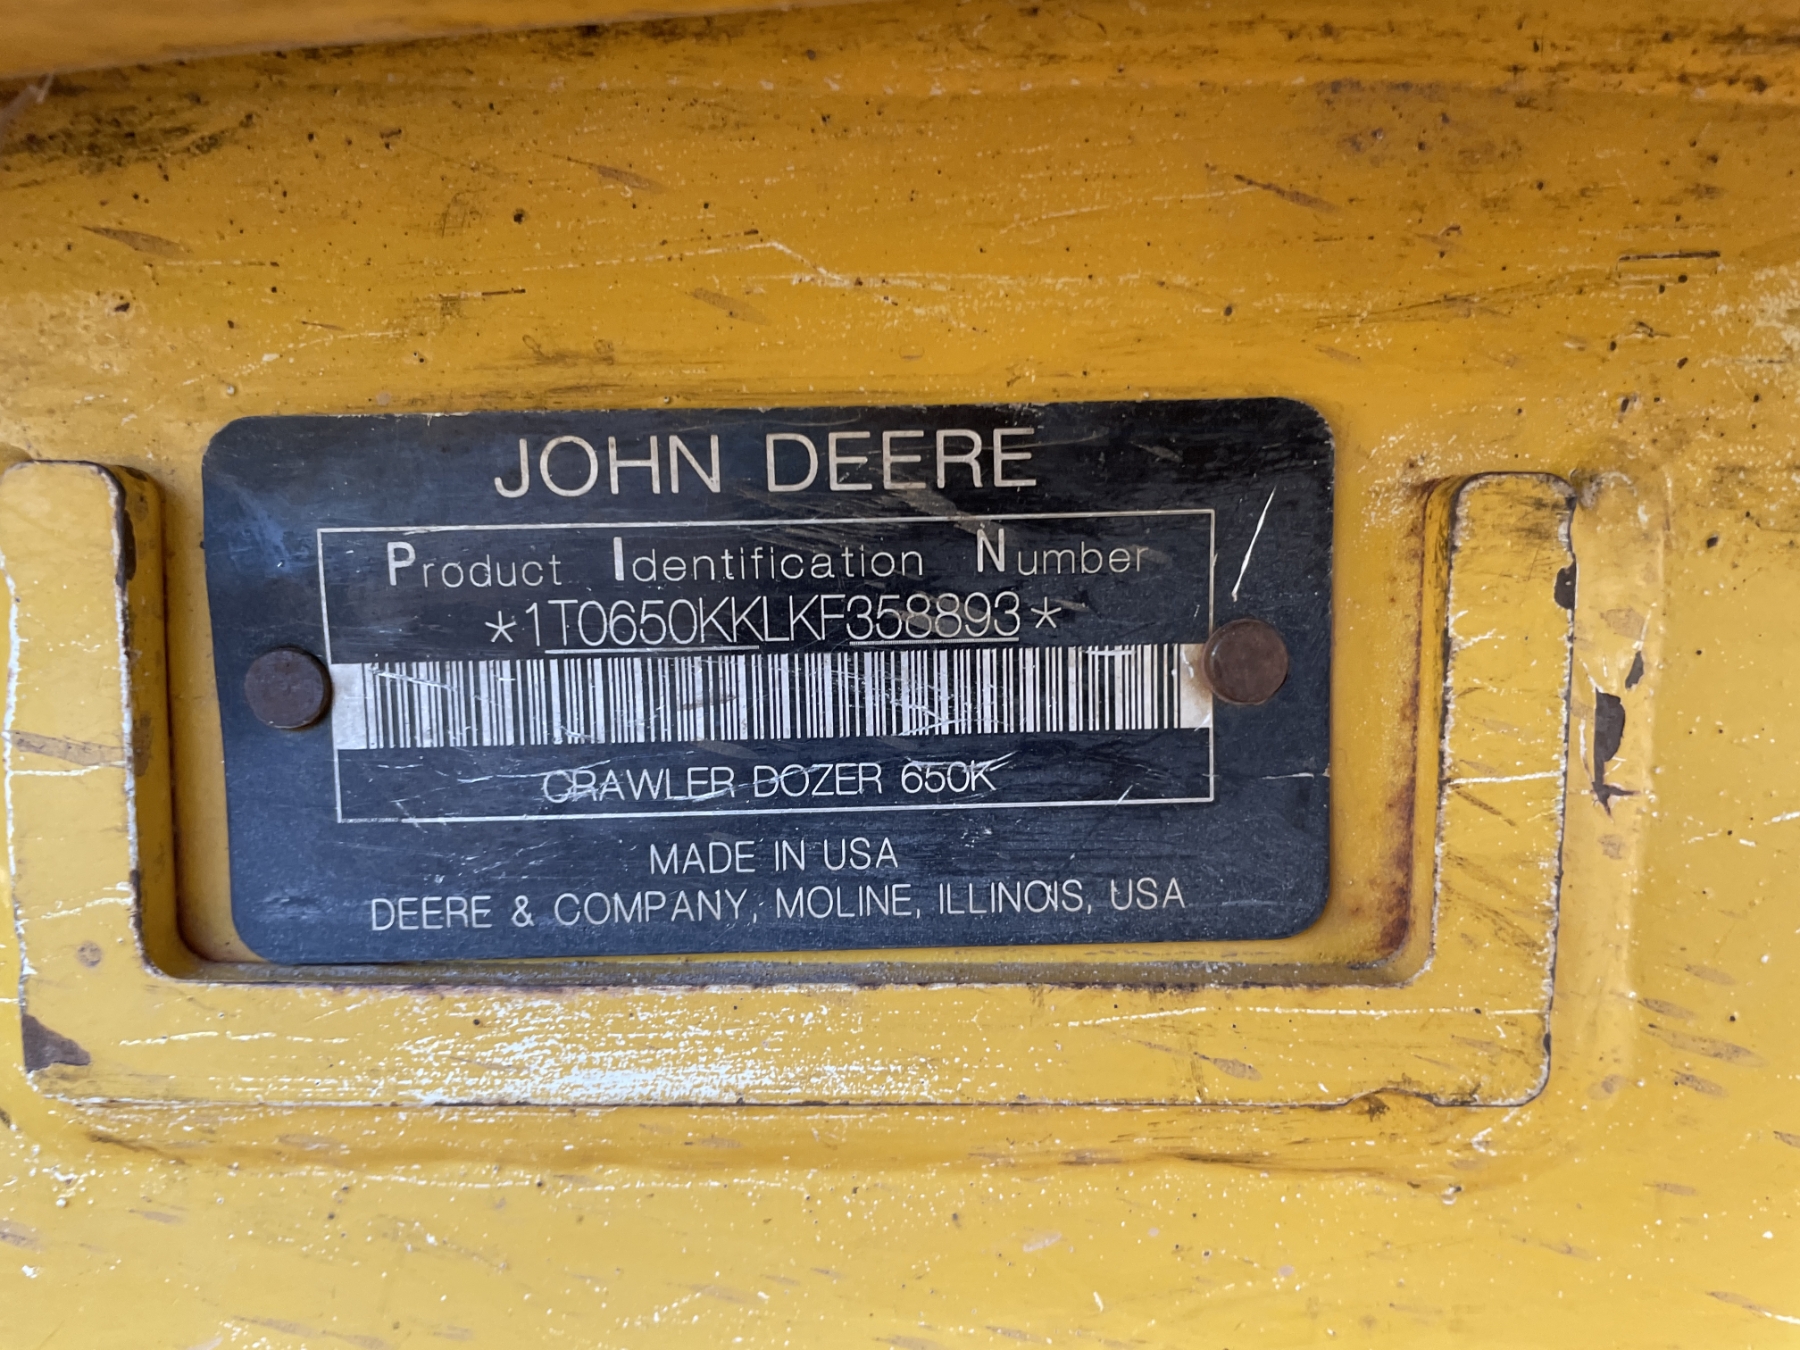 JOHN DEERE
Product Identification Number
*1T0650KKLKF358893*
CRAWLER DOZER 650K
MADE IN USA
DEERE & COMPANY, MOLINE, ILLINOIS, USA